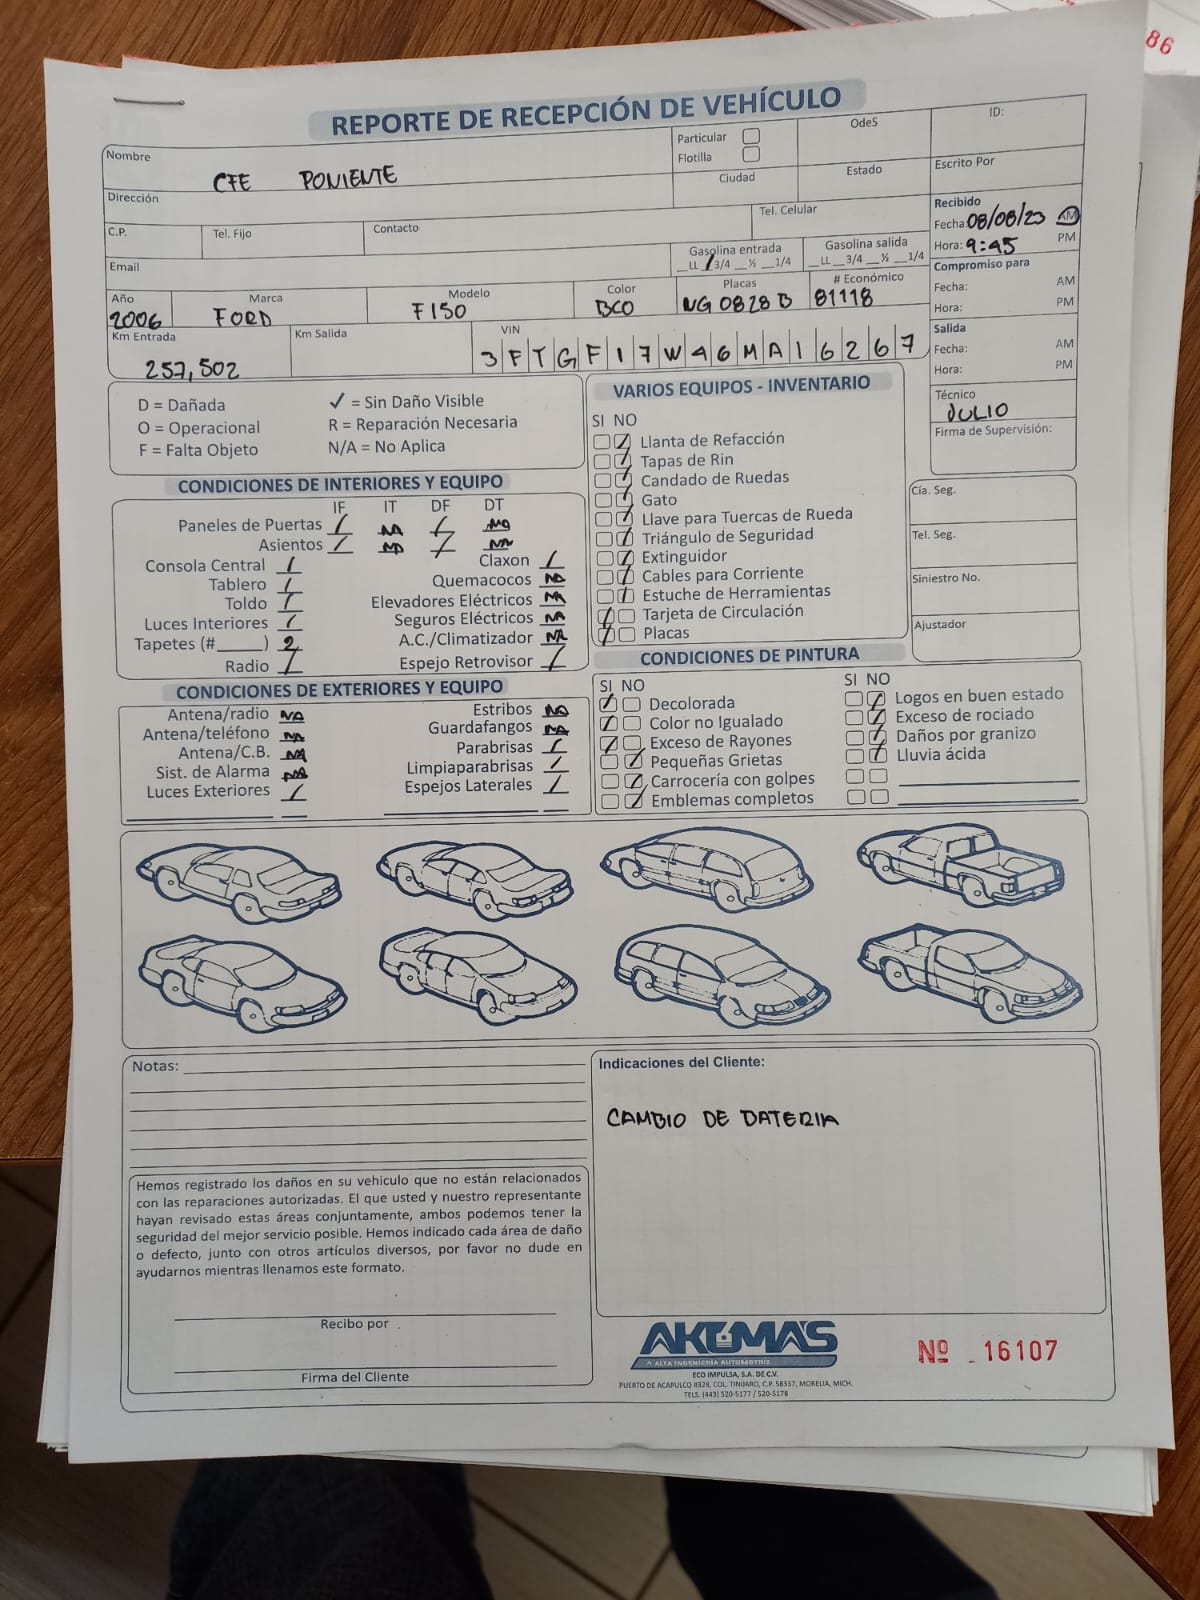 86
REPORTE DE RECEPCIÓN DE VEHÍCULO
Nombre
CFE PONIENTE
Particular
Flotilla
OdeS
ID:
Dirección
Ciudad
Estado
Escrito Por
C.P.
Tel. Fijo
Contacto
Tel. Celular
Recibido
Fecha: 08/08/23 AM
Hora: 9:45 PM
Email
Gasolina entrada
__LL __3/4 __½ __1/4
Gasolina salida
__LL __3/4 __½ __1/4
Compromiso para
Fecha: AM
Hora: PM
Año
2006
Marca
FORD
Modelo
F150
Color
BCO
Placas
NG 0828 B
# Económico
81118
Km Entrada
257,502
Km Salida
VIN
3FTGF17W46MA16267
Salida
Fecha: AM
Hora: PM
Técnico
JULIO
Firma de Supervisión:
D = Dañada
O = Operacional
F = Falta Objeto
✓ = Sin Daño Visible
R = Reparación Necesaria
N/A = No Aplica
VARIOS EQUIPOS - INVENTARIO
SI NO
Llanta de Refacción
Tapas de Rin
Candado de Ruedas
Gato
Llave para Tuercas de Rueda
Triángulo de Seguridad
Extinguidor
Cables para Corriente
Estuche de Herramientas
Tarjeta de Circulación
Placas
Cía. Seg.
Tel. Seg.
Siniestro No.
Ajustador
CONDICIONES DE INTERIORES Y EQUIPO
IF IT DF DT
Paneles de Puertas / NA / NA
Asientos / NA / NA
Consola Central /
Tablero /
Toldo /
Luces Interiores /
Tapetes (#_____) 2
Radio /
Claxon /
Quemacocos NA
Elevadores Eléctricos NA
Seguros Eléctricos NA
A.C./Climatizador NA
Espejo Retrovisor /
CONDICIONES DE EXTERIORES Y EQUIPO
Antena/radio NA
Antena/teléfono NA
Antena/C.B. NA
Sist. de Alarma NA
Luces Exteriores /
Estribos NA
Guardafangos NA
Parabrisas /
Limpiaparabrisas /
Espejos Laterales /
CONDICIONES DE PINTURA
SI NO
Decolorada
Color no Igualado
Exceso de Rayones
Pequeñas Grietas
Carrocería con golpes
Emblemas completos
SI NO
Logos en buen estado
Exceso de rociado
Daños por granizo
Lluvia ácida
Notas:
Indicaciones del Cliente:
CAMBIO DE BATERIA
Hemos registrado los daños en su vehiculo que no están relacionados
con las reparaciones autorizadas. El que usted y nuestro representante
hayan revisado estas áreas conjuntamente, ambos podemos tener la
seguridad del mejor servicio posible. Hemos indicado cada área de daño
o defecto, junto con otros artículos diversos, por favor no dude en
ayudarnos mientras llenamos este formato.
Recibo por
Firma del Cliente
AKUMA'S
A ALTA INGENIERÍA AUTOMOTRIZ
ECO IMPULSA, S.A. DE C.V.
PUERTO DE ACAPULCO #328, COL. TINIJARO, C.P. 58337, MORELIA, MICH.
TELS. (443) 520-5177 / 520-5178
Nº 16107